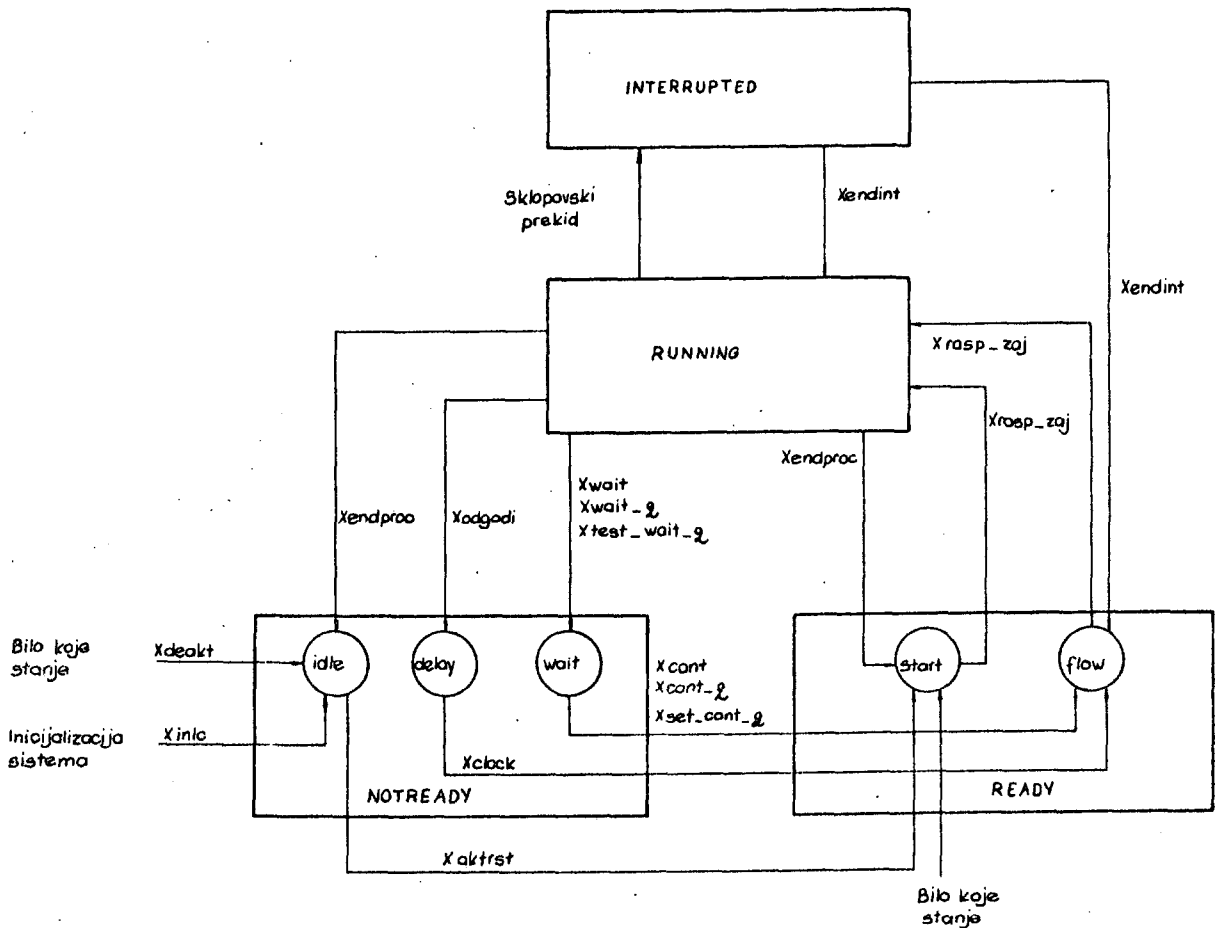 INTERRUPTED
Sklopovski
prekid
Xendint
Xendint
RUNNING
Xrasp_zaj
Xrasp_zaj
Xendproc
Xwait
Xwait_2
Xtest_wait_2
Xendproo
Xodgodi
Bilo koje
stanje
Xdeakt
idle
delay
wait
Xcont
Xcont_2
Xset_cont_2
start
flow
Inicijalizacija
sistema
Xinic
Xclock
NOTREADY
READY
Xaktrst
Bilo koje
stanje